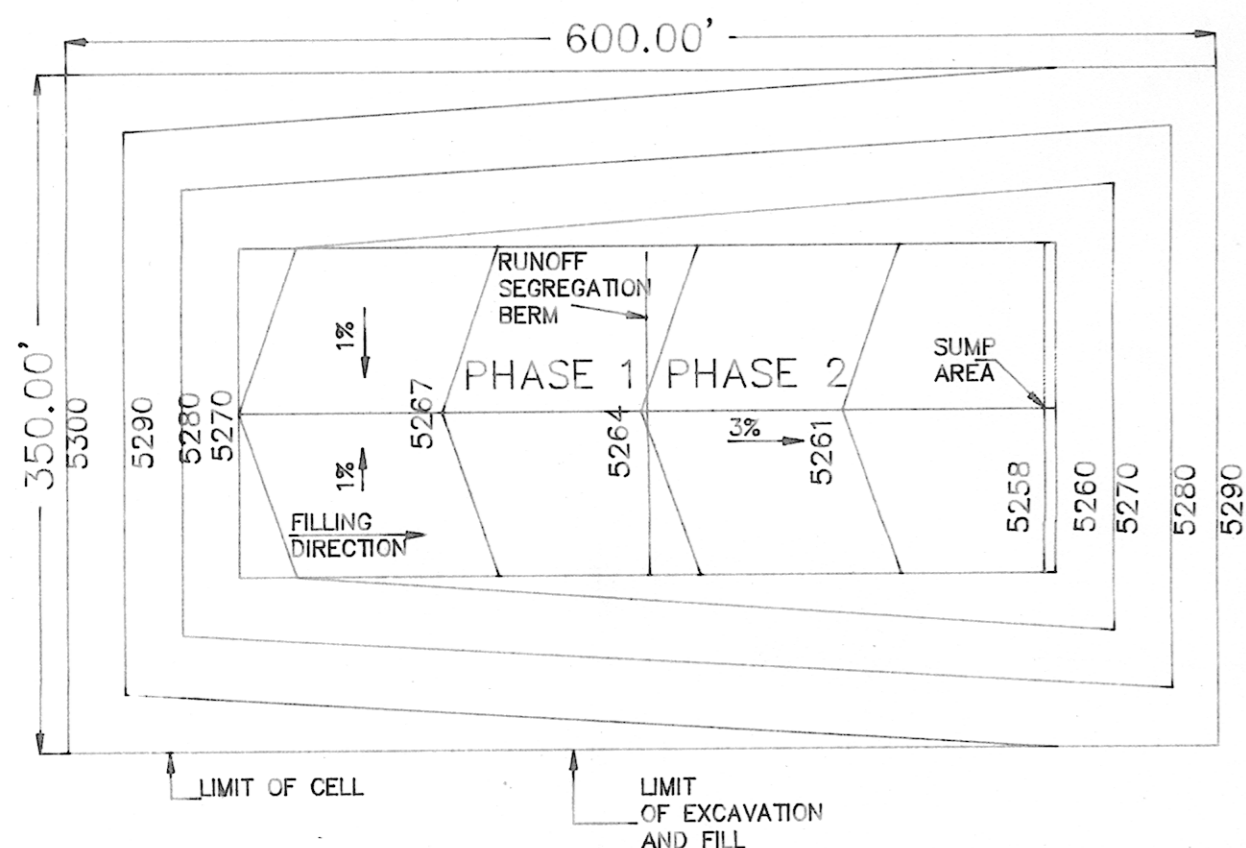 600.00'
350.00'
RUNOFF
SEGREGATION
BERM
1%
PHASE 1
PHASE 2
SUMP
AREA
5300
5290
5280
5270
5267
5264
3%
5261
5258
5260
5270
5280
5290
1%
FILLING
DIRECTION
LIMIT OF CELL
LIMIT
OF EXCAVATION
AND FILL